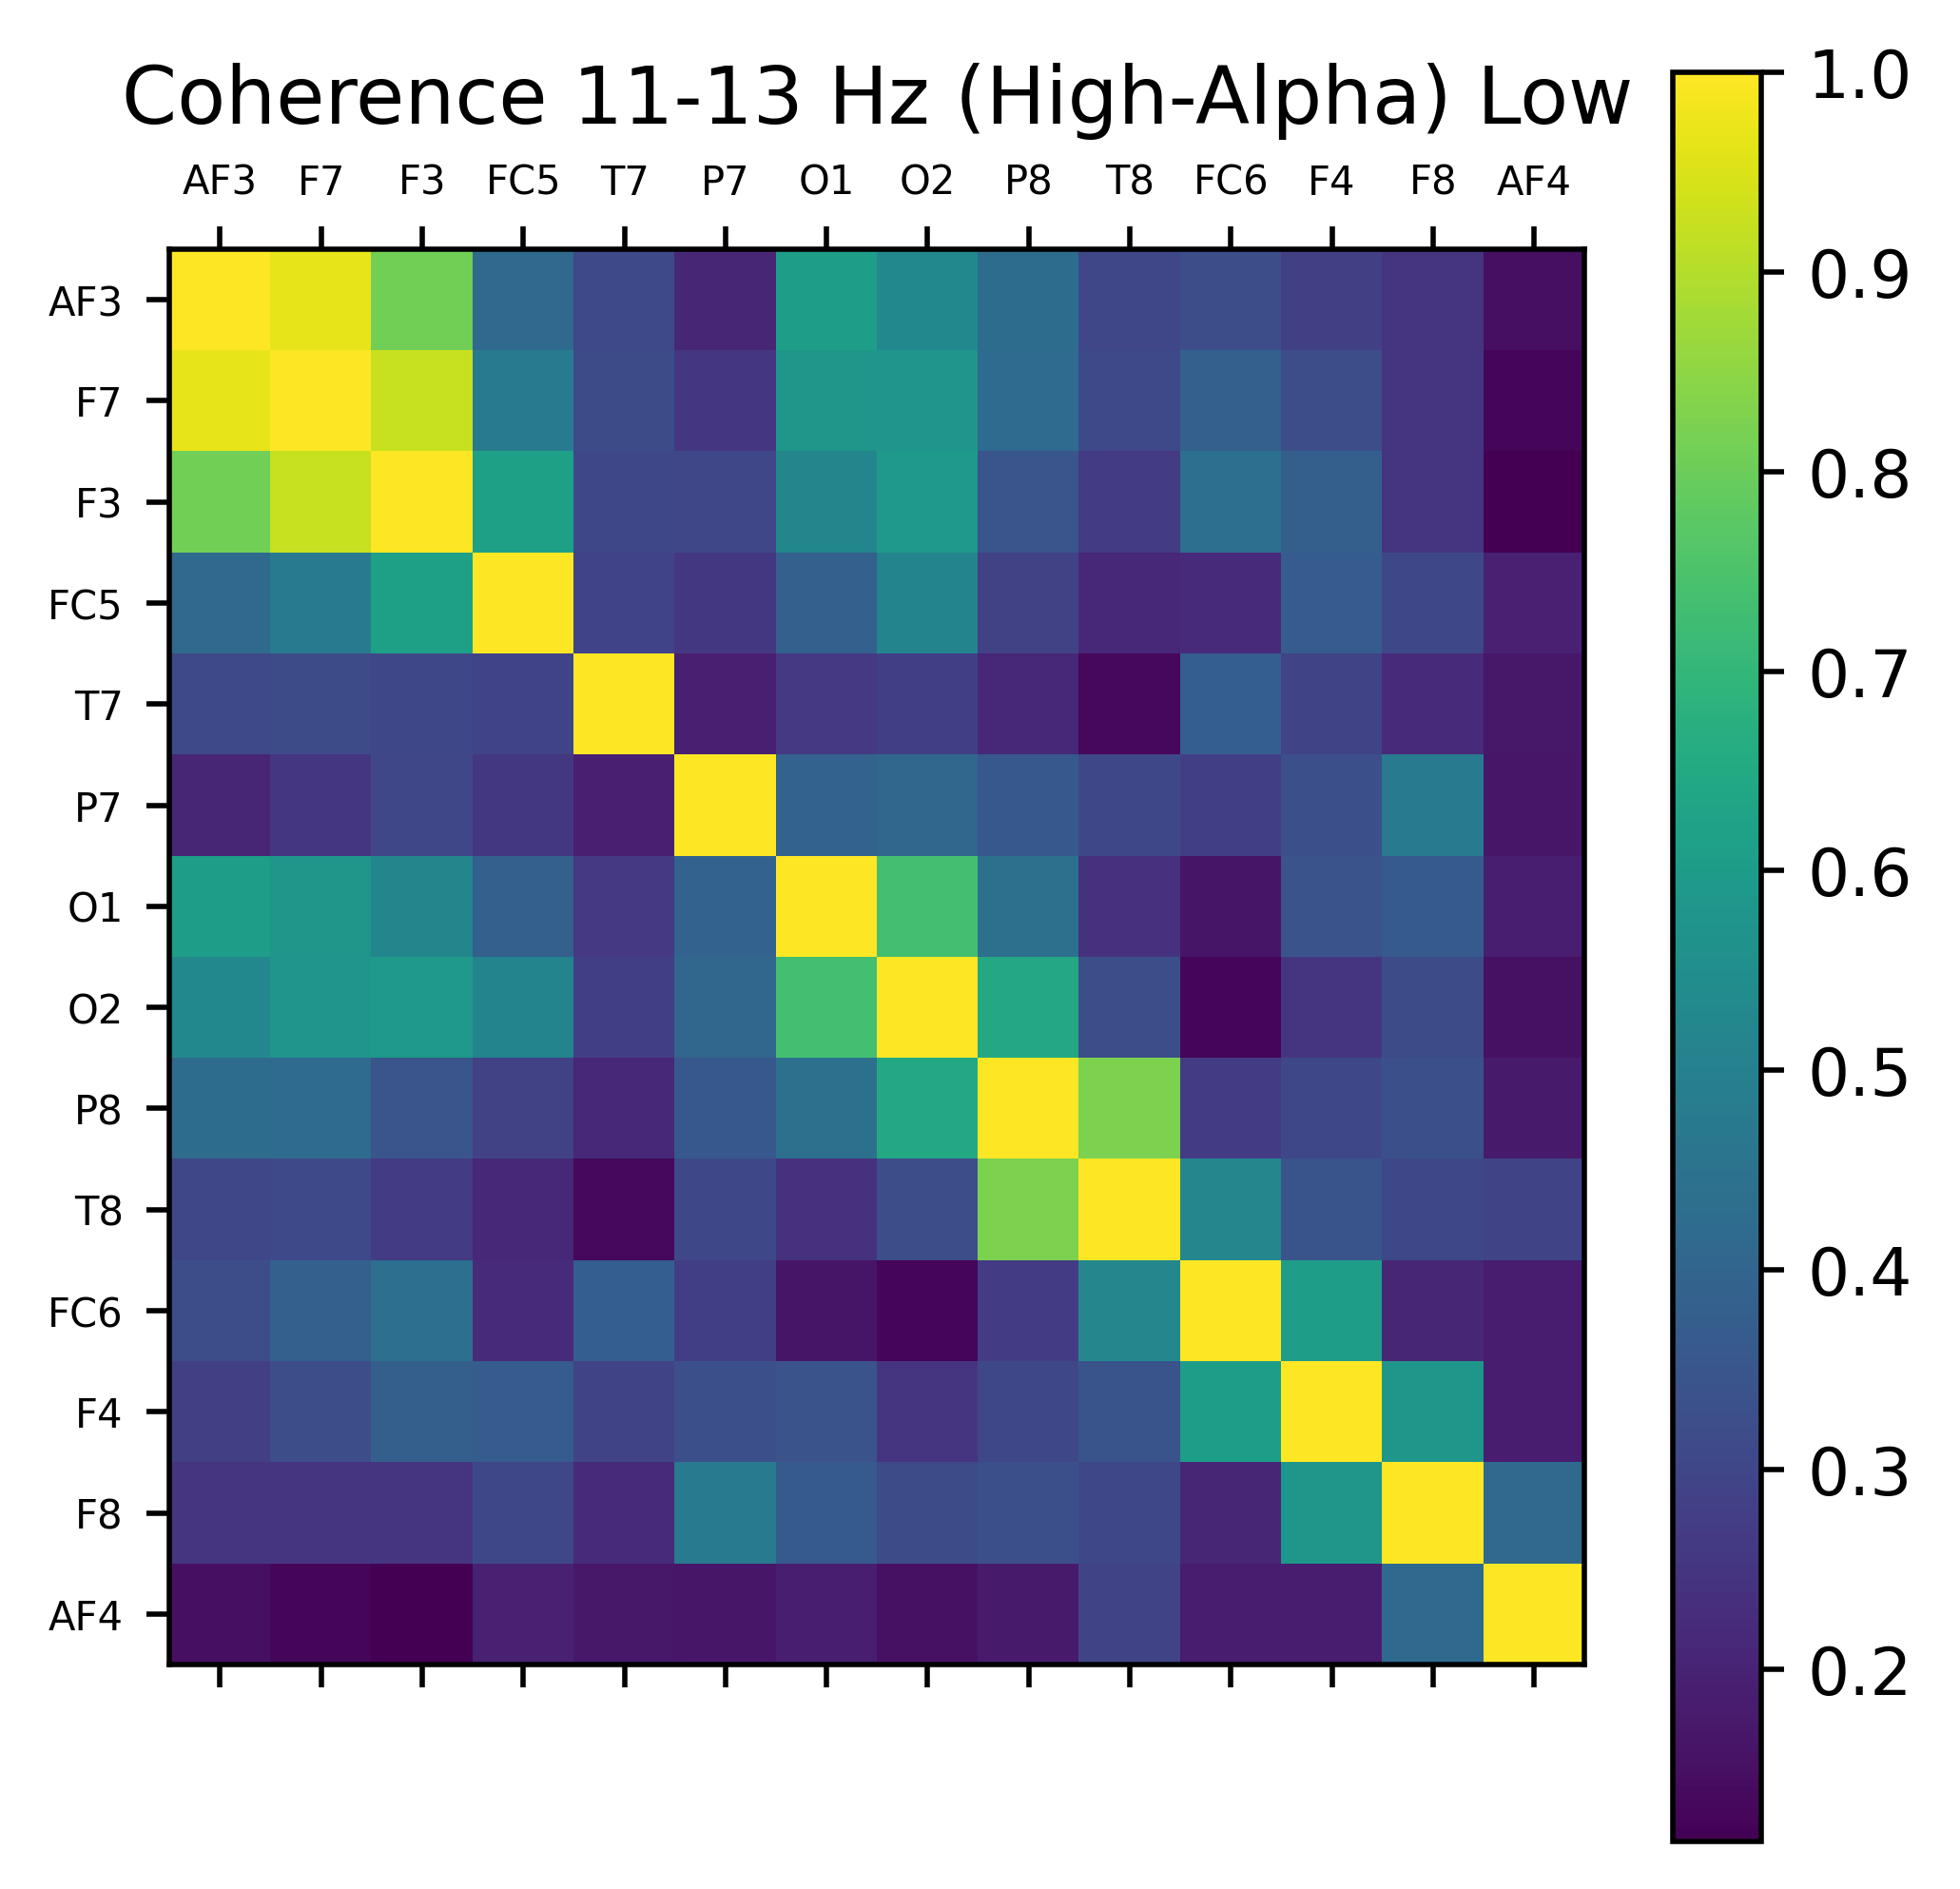 Coherence 11-13 Hz (High-Alpha) Low
AF3 F7 F3 FC5 T7 P7 O1 O2 P8 T8 FC6 F4 F8 AF4
AF3
F7
F3
FC5
T7
P7
O1
O2
P8
T8
FC6
F4
F8
AF4
1.0
0.9
0.8
0.7
0.6
0.5
0.4
0.3
0.2